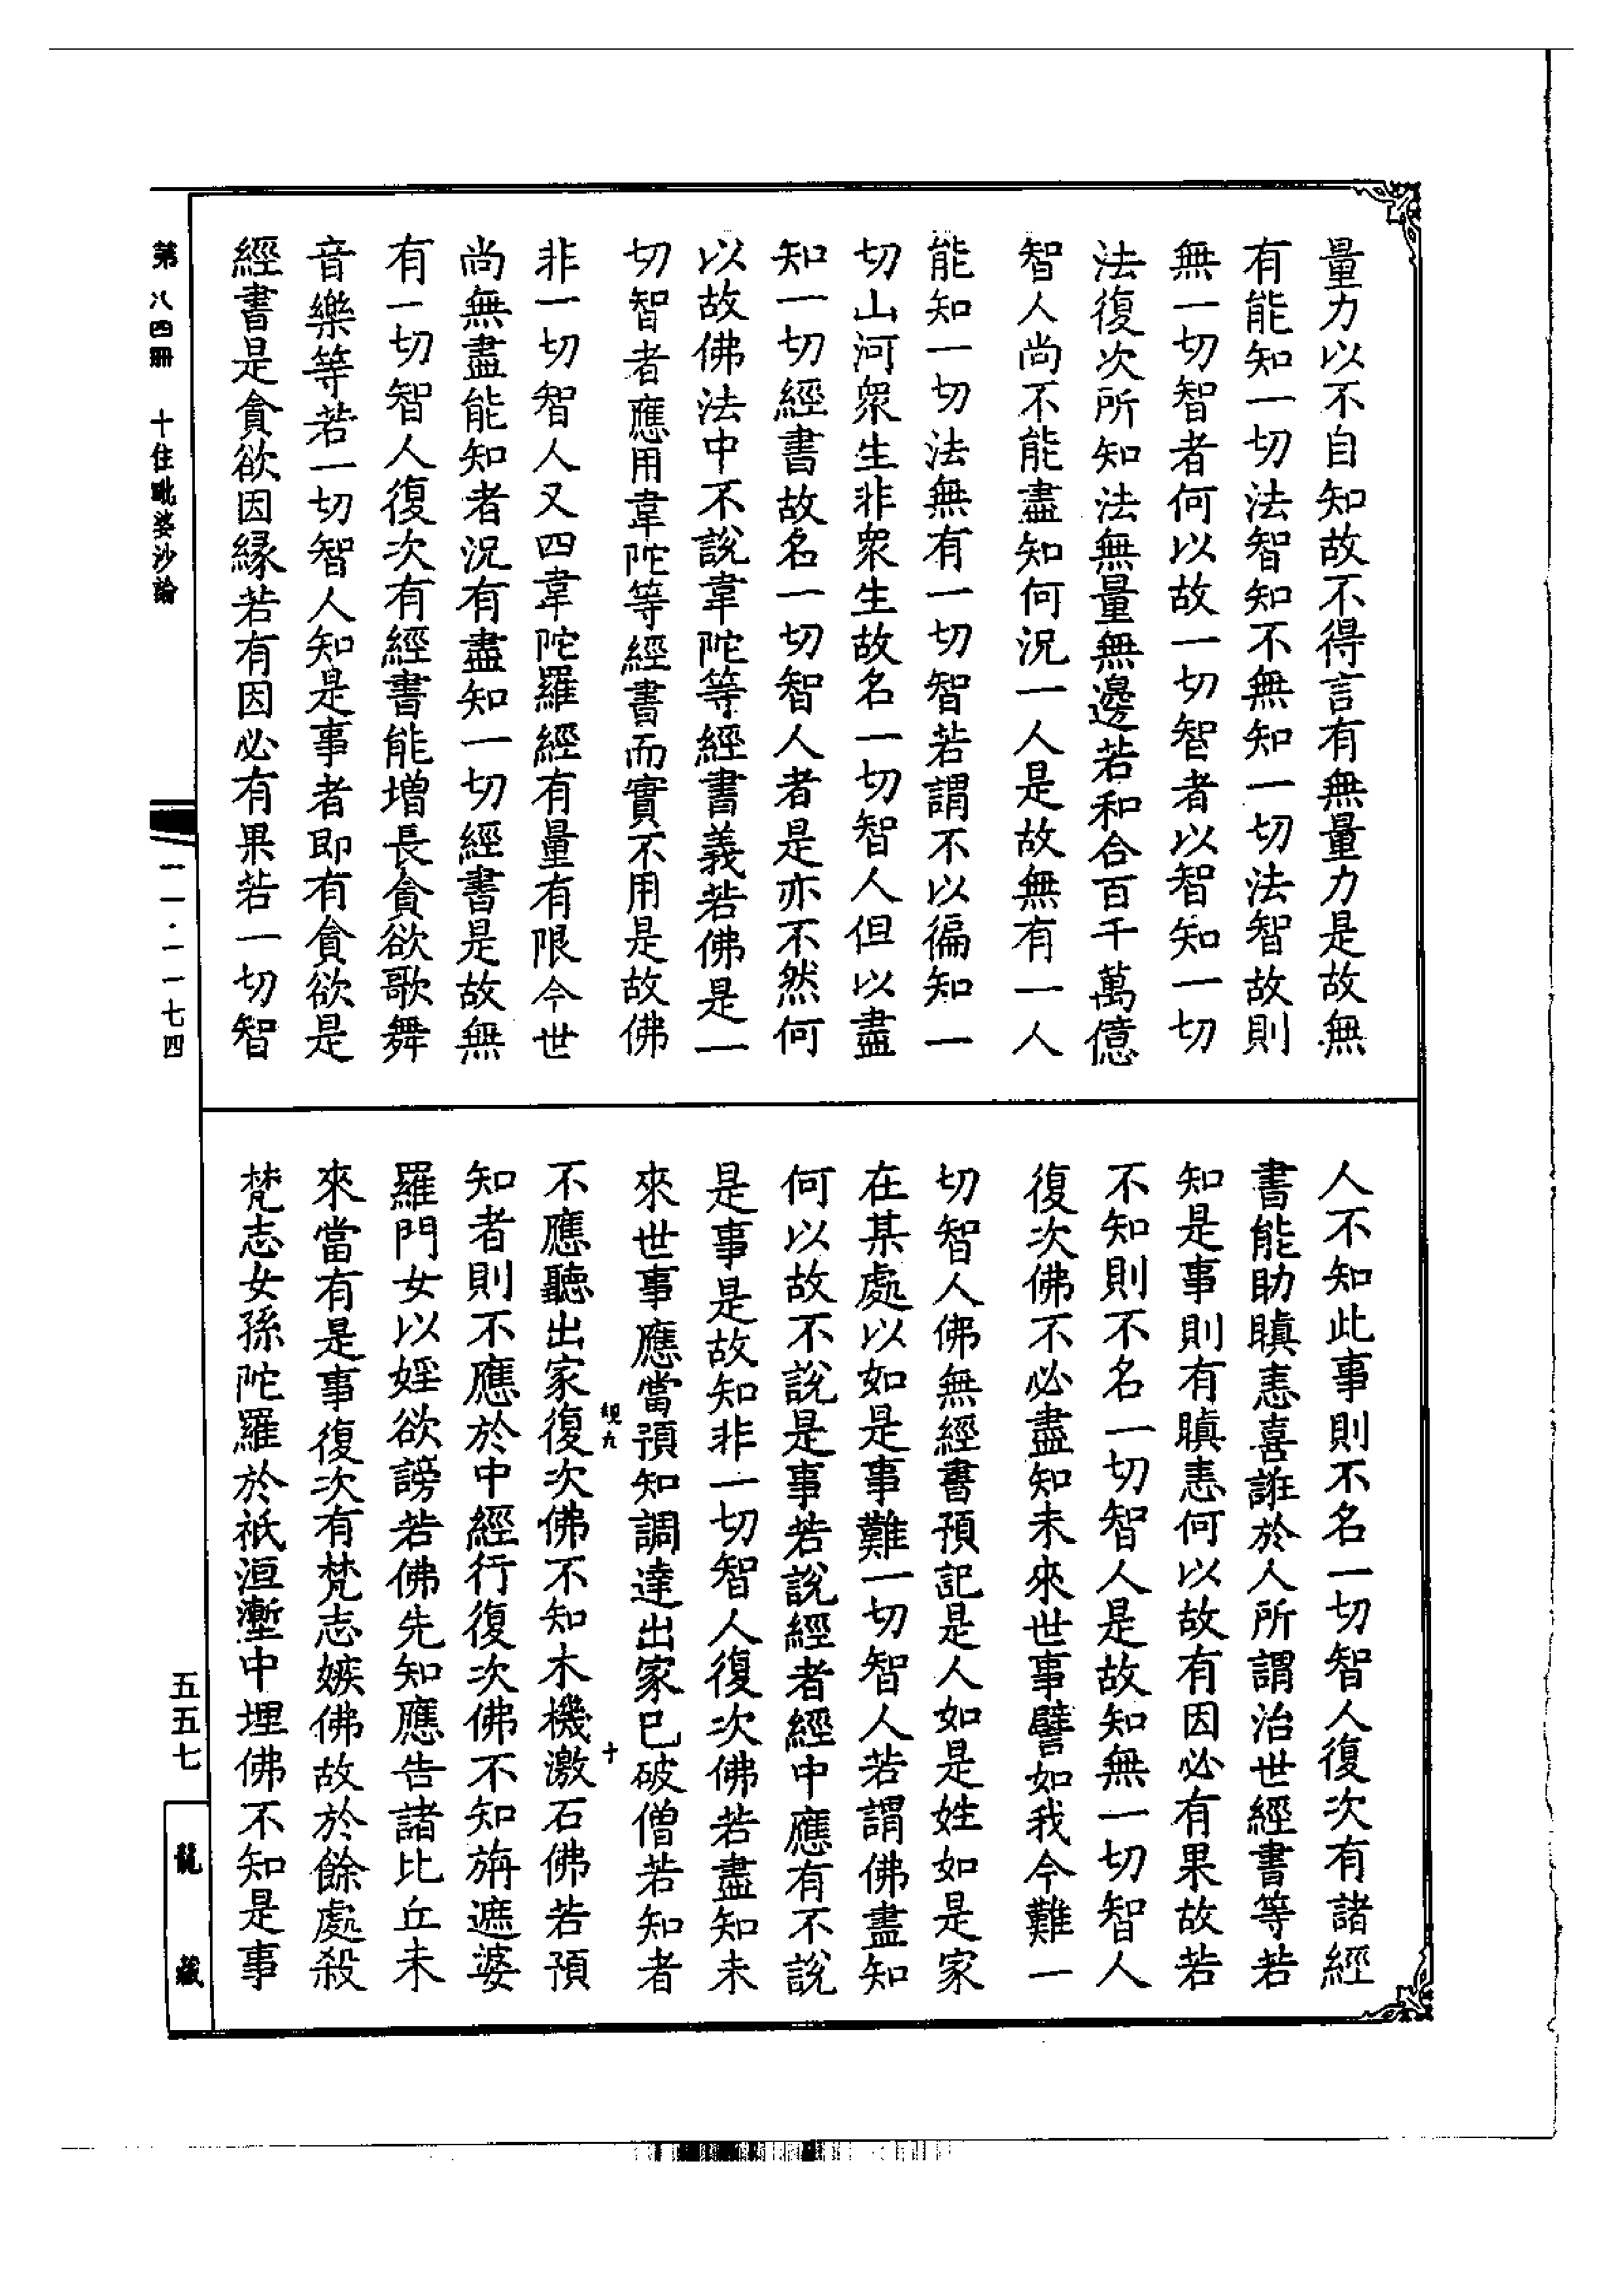 量力以不自知故不得言有無量力是故無
有能知一切法智知不無知一切法智故則
無一切智者何以故一切智者以智知一切
法復次所知法無量無邊若和合百千萬億
智人尚不能盡知何況一人是故無有一人
能知一切法無有一切智若謂不以徧知一
切山河衆生非衆生故名一切智人但以盡
知一切經書故名一切智人者是亦不然何
以故佛法中不說韋陀等經書義若佛是一
切智者應用韋陀等經書而實不用是故佛
非一切智人又四韋陀羅經有量有限今世
尚無盡能知者況有盡知一切經書是故無
有一切智人復次有經書能增長貪欲歌舞
音樂等若一切智人知是事者即有貪欲是
經書是貪欲因緣若有因必有果若一切智
人不知此事則不名一切智人復次有諸經
書能助瞋恚喜誑於人所謂治世經書等若
知是事則有瞋恚何以故有因必有果故若
不知則不名一切智人是故知無一切智人
復次佛不必盡知未來世事譬如我今難一
切智人佛無經書預記是人如是姓如是家
在某處以如是事難一切智人若謂佛盡知
何以故不說是事若說經者經中應有不說
是事是故知非一切智人復次佛若盡知未
來世事應當預知調達出家已破僧若知者
覞九
十
不應聽出家復次佛不知木機激石佛若預
知者則不應於中經行復次佛不知旃遮婆
羅門女以婬欲謗若佛先知應告諸比丘未
來當有是事復次有梵志嫉佛故於餘處殺
梵志女孫陀羅於祇洹塹中埋佛不知是事
第八四冊 十住毗婆沙論
一一·一一七四
五五七
龍藏